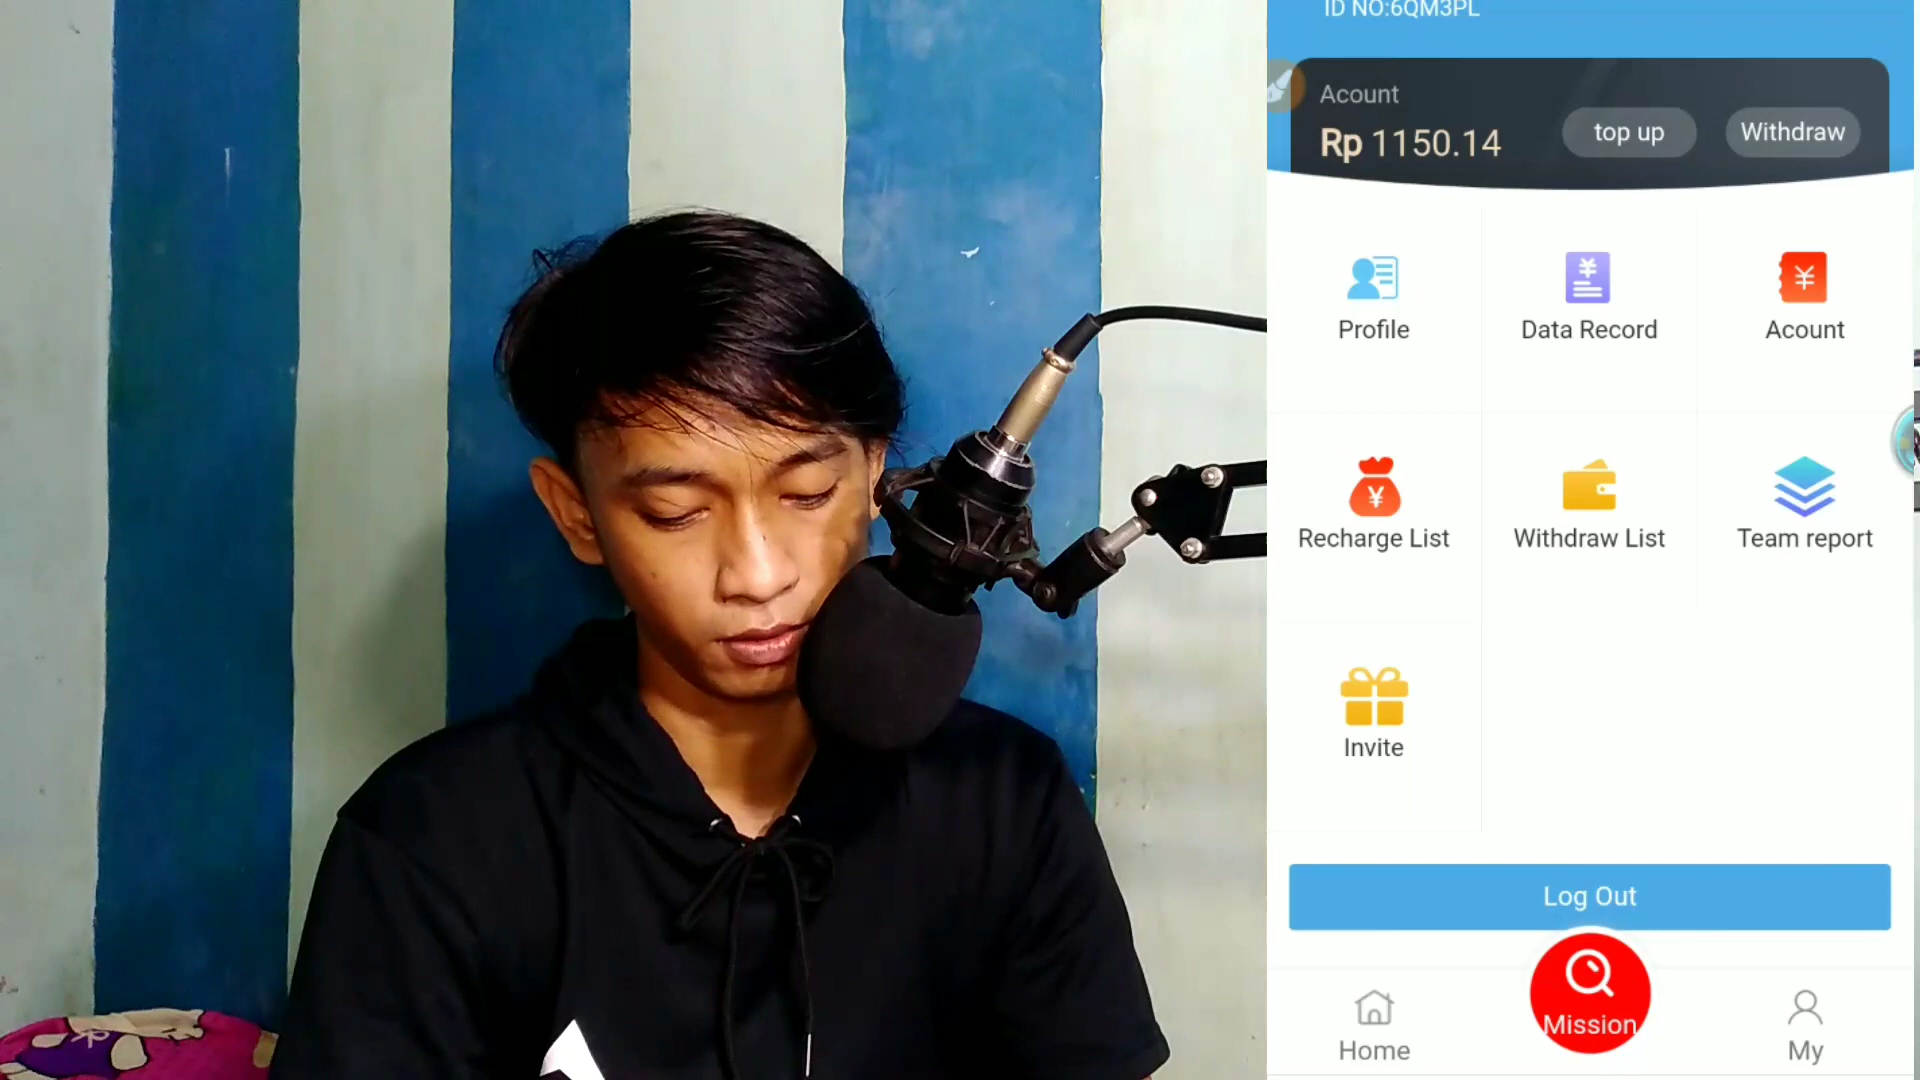 ID NO:6QM3PL
Acount
Rp 1150.14
top up
Withdraw
Profile
Data Record
Acount
Recharge List
Withdraw List
Team report
Invite
Log Out
Mission
Home
My